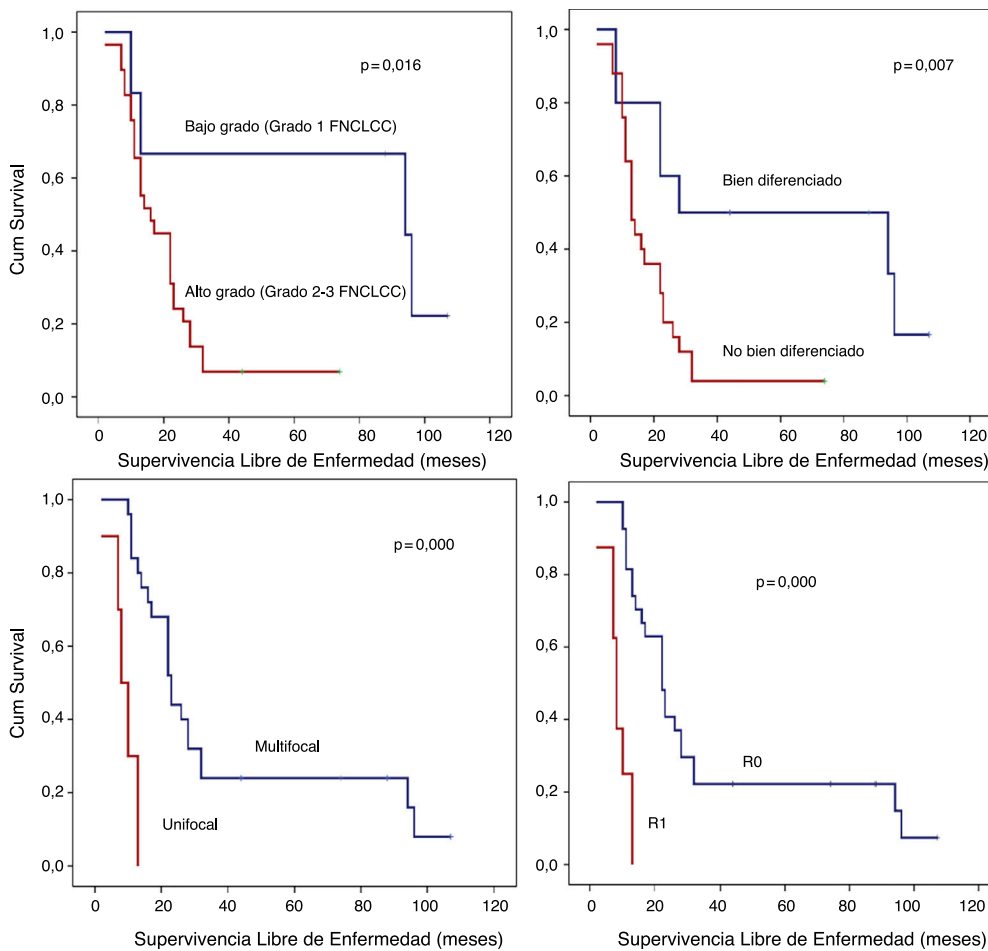 1,0
0,8
0,6
0,4
0,2
0,0
Cum Survival
p=0,016
Bajo grado (Grado 1 FNCLCC)
Alto grado (Grado 2-3 FNCLCC)
0 20 40 60 80 100 120
Supervivencia Libre de Enfermedad (meses)
1,0
0,8
0,6
0,4
0,2
0,0
p=0,007
Bien diferenciado
No bien diferenciado
0 20 40 60 80 100 120
Supervivencia Libre de Enfermedad (meses)
1,0
0,8
0,6
0,4
0,2
0,0
Cum Survival
p=0,000
Multifocal
Unifocal
0 20 40 60 80 100 120
Supervivencia Libre de Enfermedad (meses)
1,0
0,8
0,6
0,4
0,2
0,0
p=0,000
R0
R1
0 20 40 60 80 100 120
Supervivencia Libre de Enfermedad (meses)